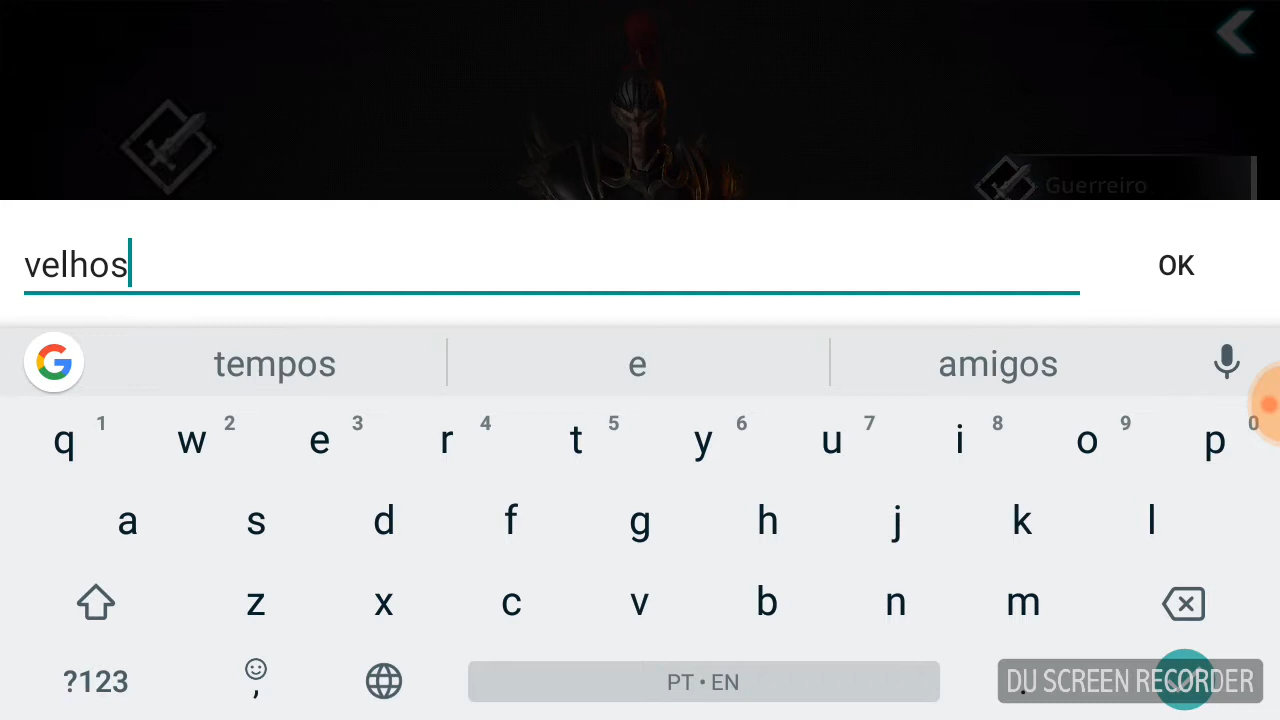 Guerreiro
velhos
OK
tempos e amigos
q 1 w 2 e 3 r 4 t 5 y 6 u 7 i 8 o 9 p 0
a s d f g h j k l
z x c v b n m
?123 , PT • EN .
DU SCREEN RECORDER